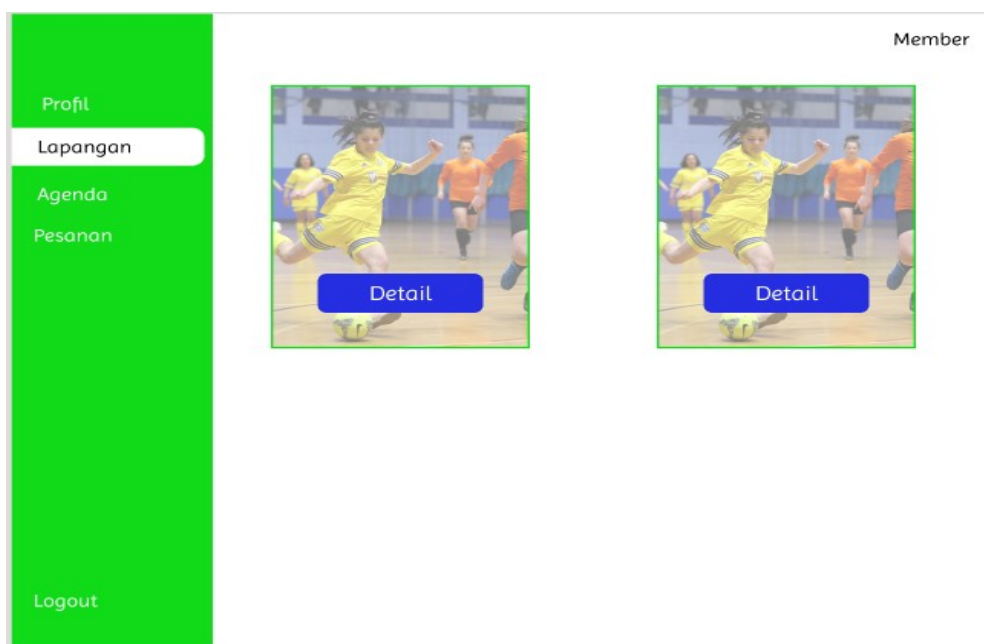 Member
Profil
Lapangan
Agenda
Pesanan
Detail
Detail
Logout